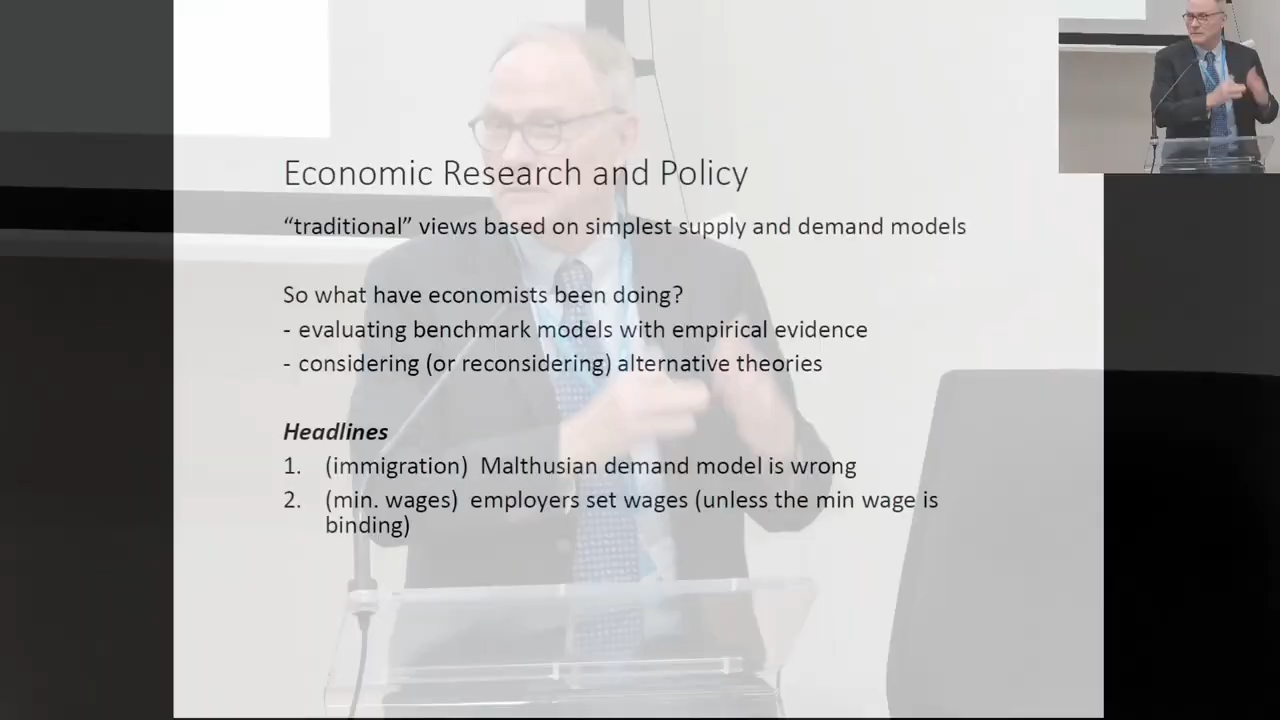 Economic Research and Policy
“traditional” views based on simplest supply and demand models
So what have economists been doing?
- evaluating benchmark models with empirical evidence
- considering (or reconsidering) alternative theories
Headlines
1. (immigration) Malthusian demand model is wrong
2. (min. wages) employers set wages (unless the min wage is
binding)